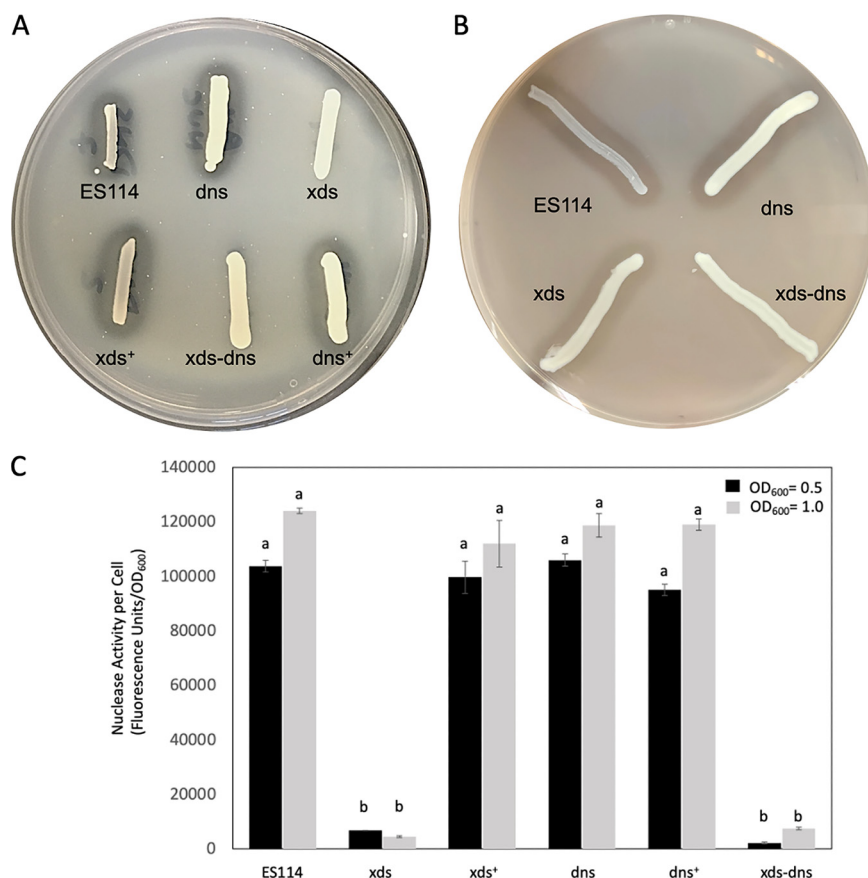 A
ES114 dns xds
xds⁺ xds-dns dns⁺
B
ES114 dns
xds xds-dns
C
Nuclease Activity per Cell
(Fluorescence Units/OD₆₀₀)
140000
120000
100000
80000
60000
40000
20000
0
OD₆₀₀= 0.5
OD₆₀₀= 1.0
a a b b a a a a a a b b
ES114 xds xds⁺ dns dns⁺ xds-dns